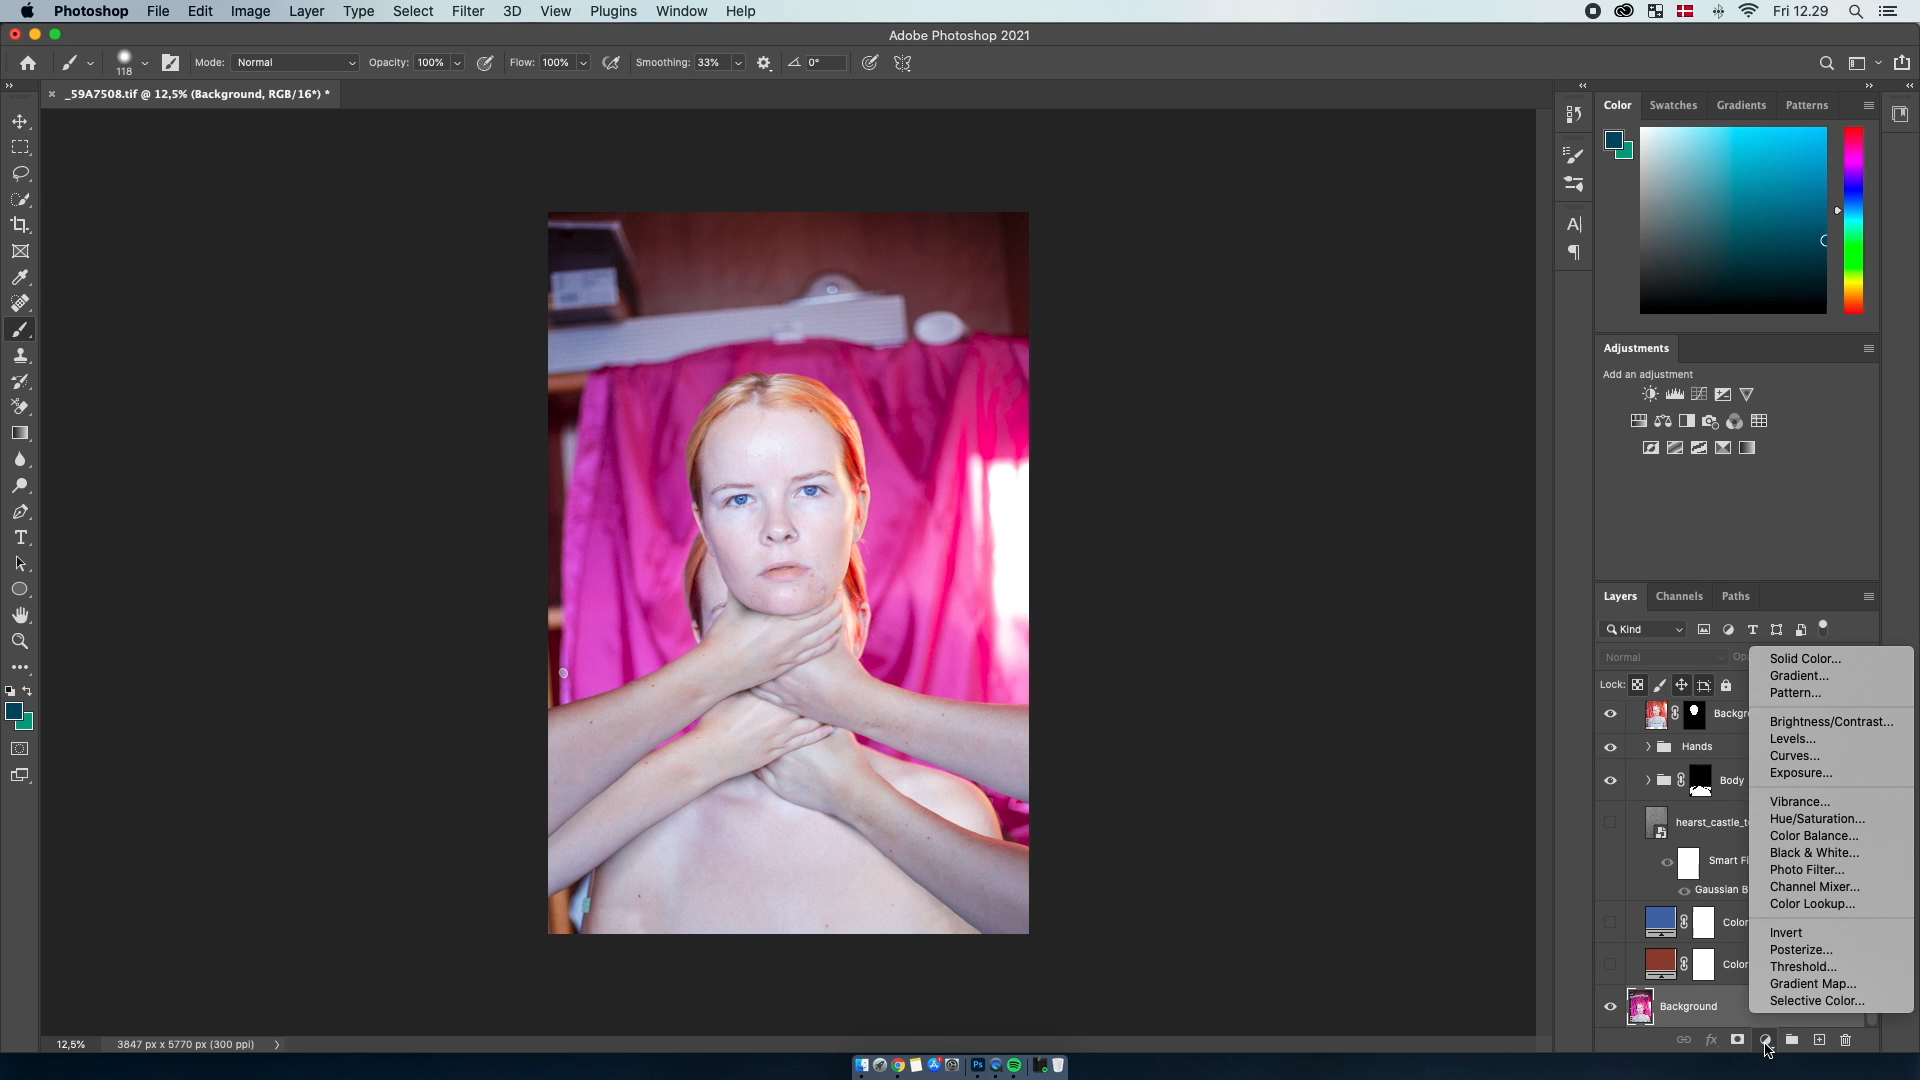 Photoshop File Edit Image Layer Type Select Filter 3D View Plugins Window Help Fri 12.29
Adobe Photoshop 2021
118 Mode: Normal Opacity: 100% Flow: 100% Smoothing: 33% 0°
_59A7508.tif @ 12,5% (Background, RGB/16*) *
Color Swatches Gradients Patterns
Adjustments
Add an adjustment
Layers Channels Paths
Kind
Normal
Lock:
Backgr
Hands
Body
hearst_castle_t
Smart Fi
Gaussian B
Color
Color
Background
Solid Color...
Gradient...
Pattern...
Brightness/Contrast...
Levels...
Curves...
Exposure...
Vibrance...
Hue/Saturation...
Color Balance...
Black & White...
Photo Filter...
Channel Mixer...
Color Lookup...
Invert
Posterize...
Threshold...
Gradient Map...
Selective Color...
12,5% 3847 px x 5770 px (300 ppi)